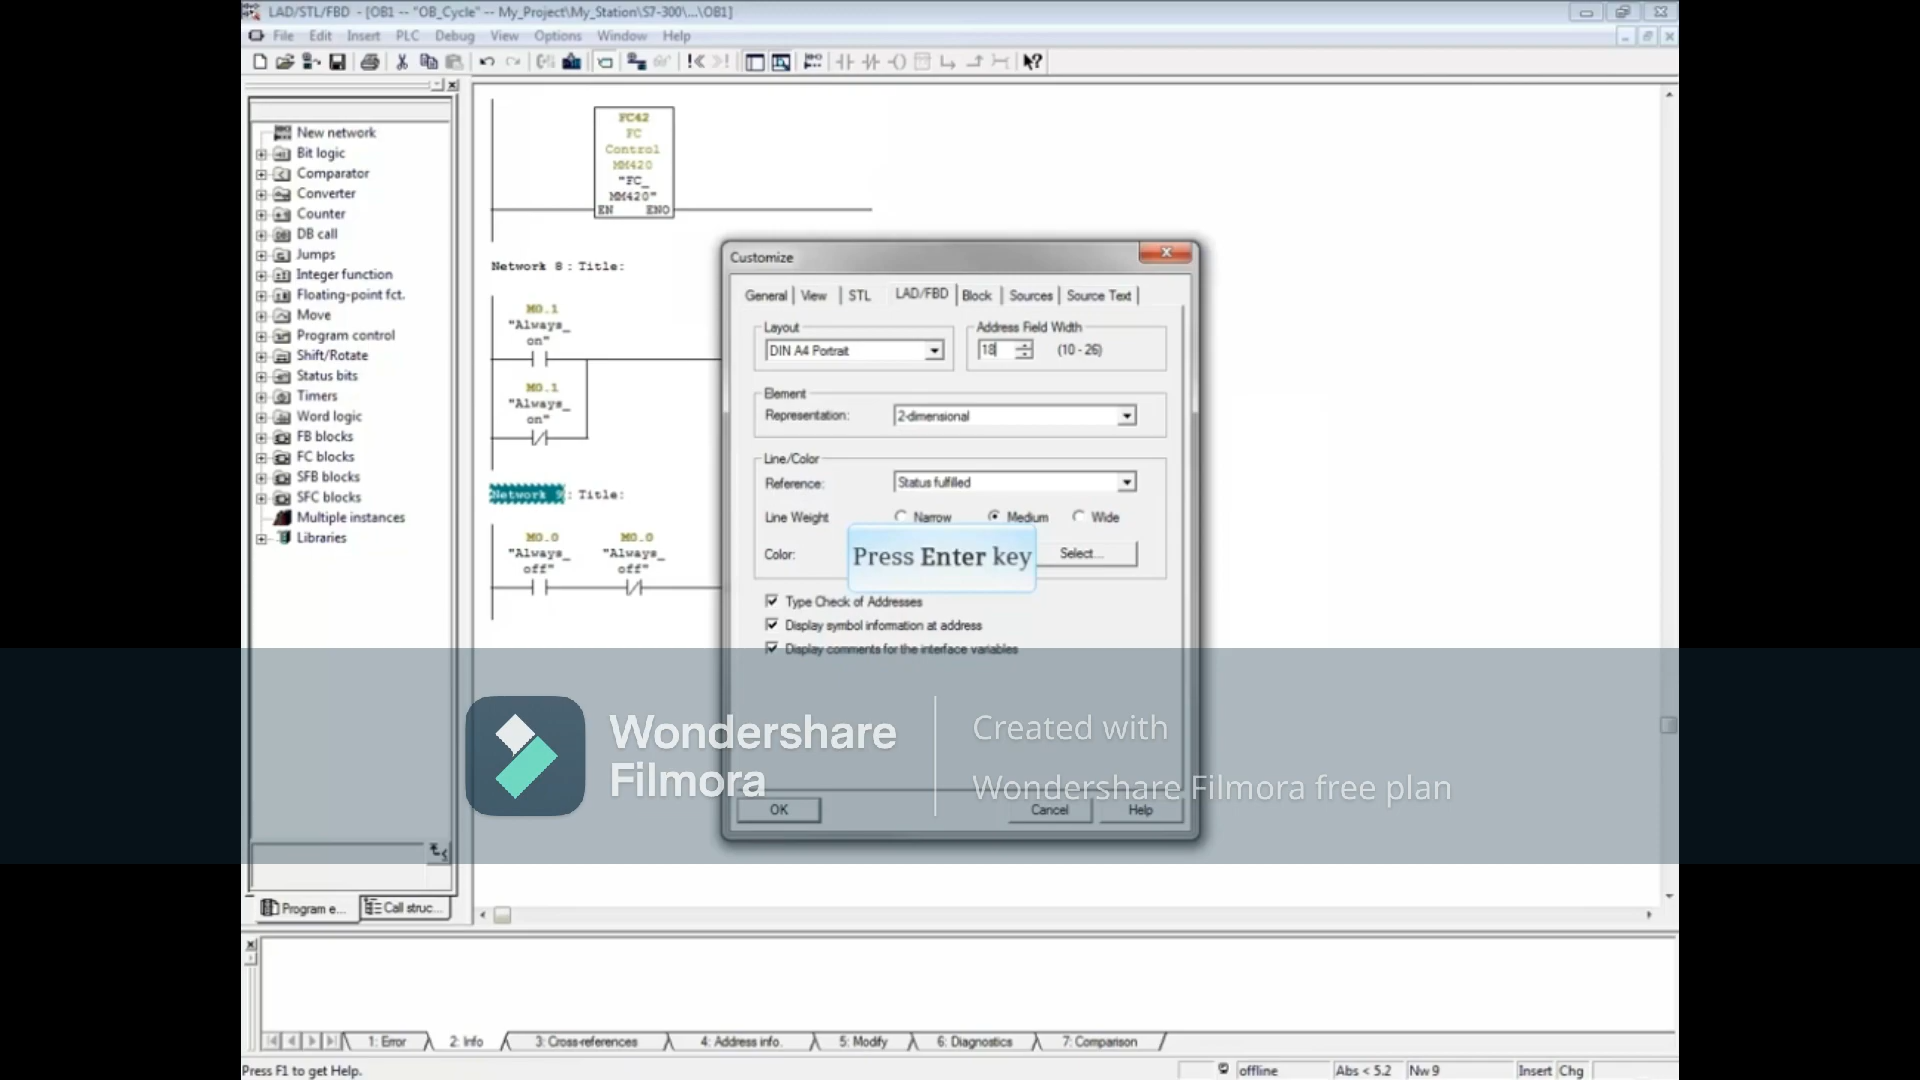 LAD/STL/FBD - [OB1 -- "OB_Cycle" -- My_Project\My_Station\S7-300\...\OB1]
File Edit Insert PLC Debug View Options Window Help
New network
Bit logic
Comparator
Converter
Counter
DB call
Jumps
Integer function
Floating-point fct.
Move
Program control
Shift/Rotate
Status bits
Timers
Word logic
FB blocks
FC blocks
SFB blocks
SFC blocks
Multiple instances
Libraries
Program e...
Call struc...
FC42
FC
Control
MM420
"FC_
MM420"
EN ENO
Network 8 : Title:
M0.1
"Always_
on"
M0.1
"Always_
on"
Network 9 : Title:
M0.0 M0.0
"Always_ "Always_
off" off"
Customize
General View STL LAD/FBD Block Sources Source Text
Layout
DIN A4 Portrait
Address Field Width
18 (10 - 26)
Element
Representation: 2-dimensional
Line/Color
Reference: Status fulfilled
Line Weight Narrow Medium Wide
Color: Select...
Press Enter key
Type Check of Addresses
Display symbol information at address
Display comments for the interface variables
OK Cancel Help
Wondershare
Filmora
Created with
Wondershare Filmora free plan
1: Error 2: Info 3: Cross-references 4: Address info. 5: Modify 6: Diagnostics 7: Comparison
Press F1 to get Help.
offline Abs < 5.2 Nw 9 Insert Chg